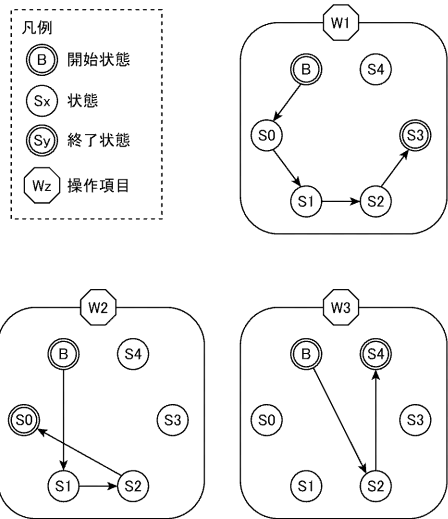 凡例
B 開始状態
Sx 状態
Sy 終了状態
Wz 操作項目
W1
B S4
S0 S3
S1 S2
W2
B S4
S0 S3
S1 S2
W3
B S4
S0 S3
S1 S2